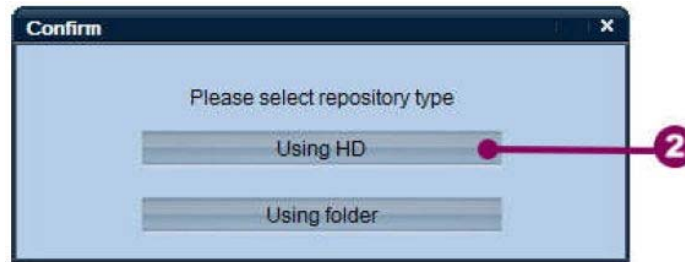 Confirm
Please select repository type
Using HD
2
Using folder